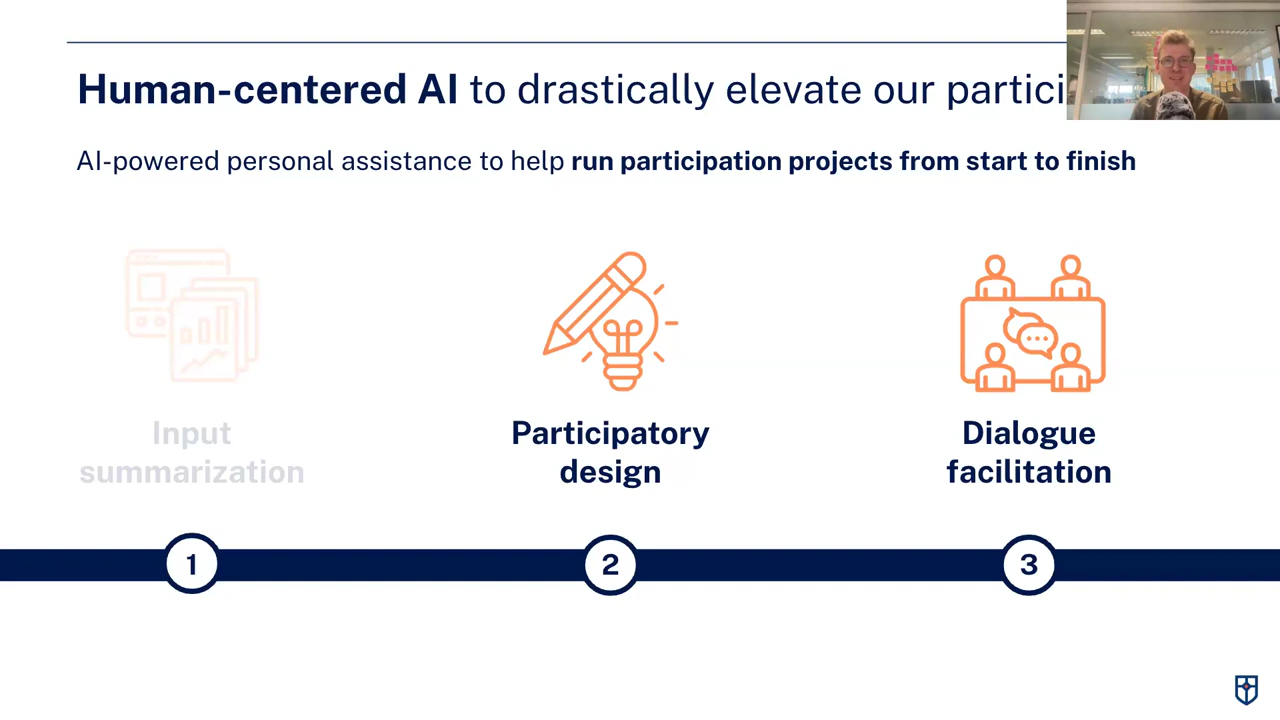 Human-centered AI to drastically elevate our partici
AI-powered personal assistance to help run participation projects from start to finish
Input
summarization
Participatory
design
Dialogue
facilitation
1
2
3